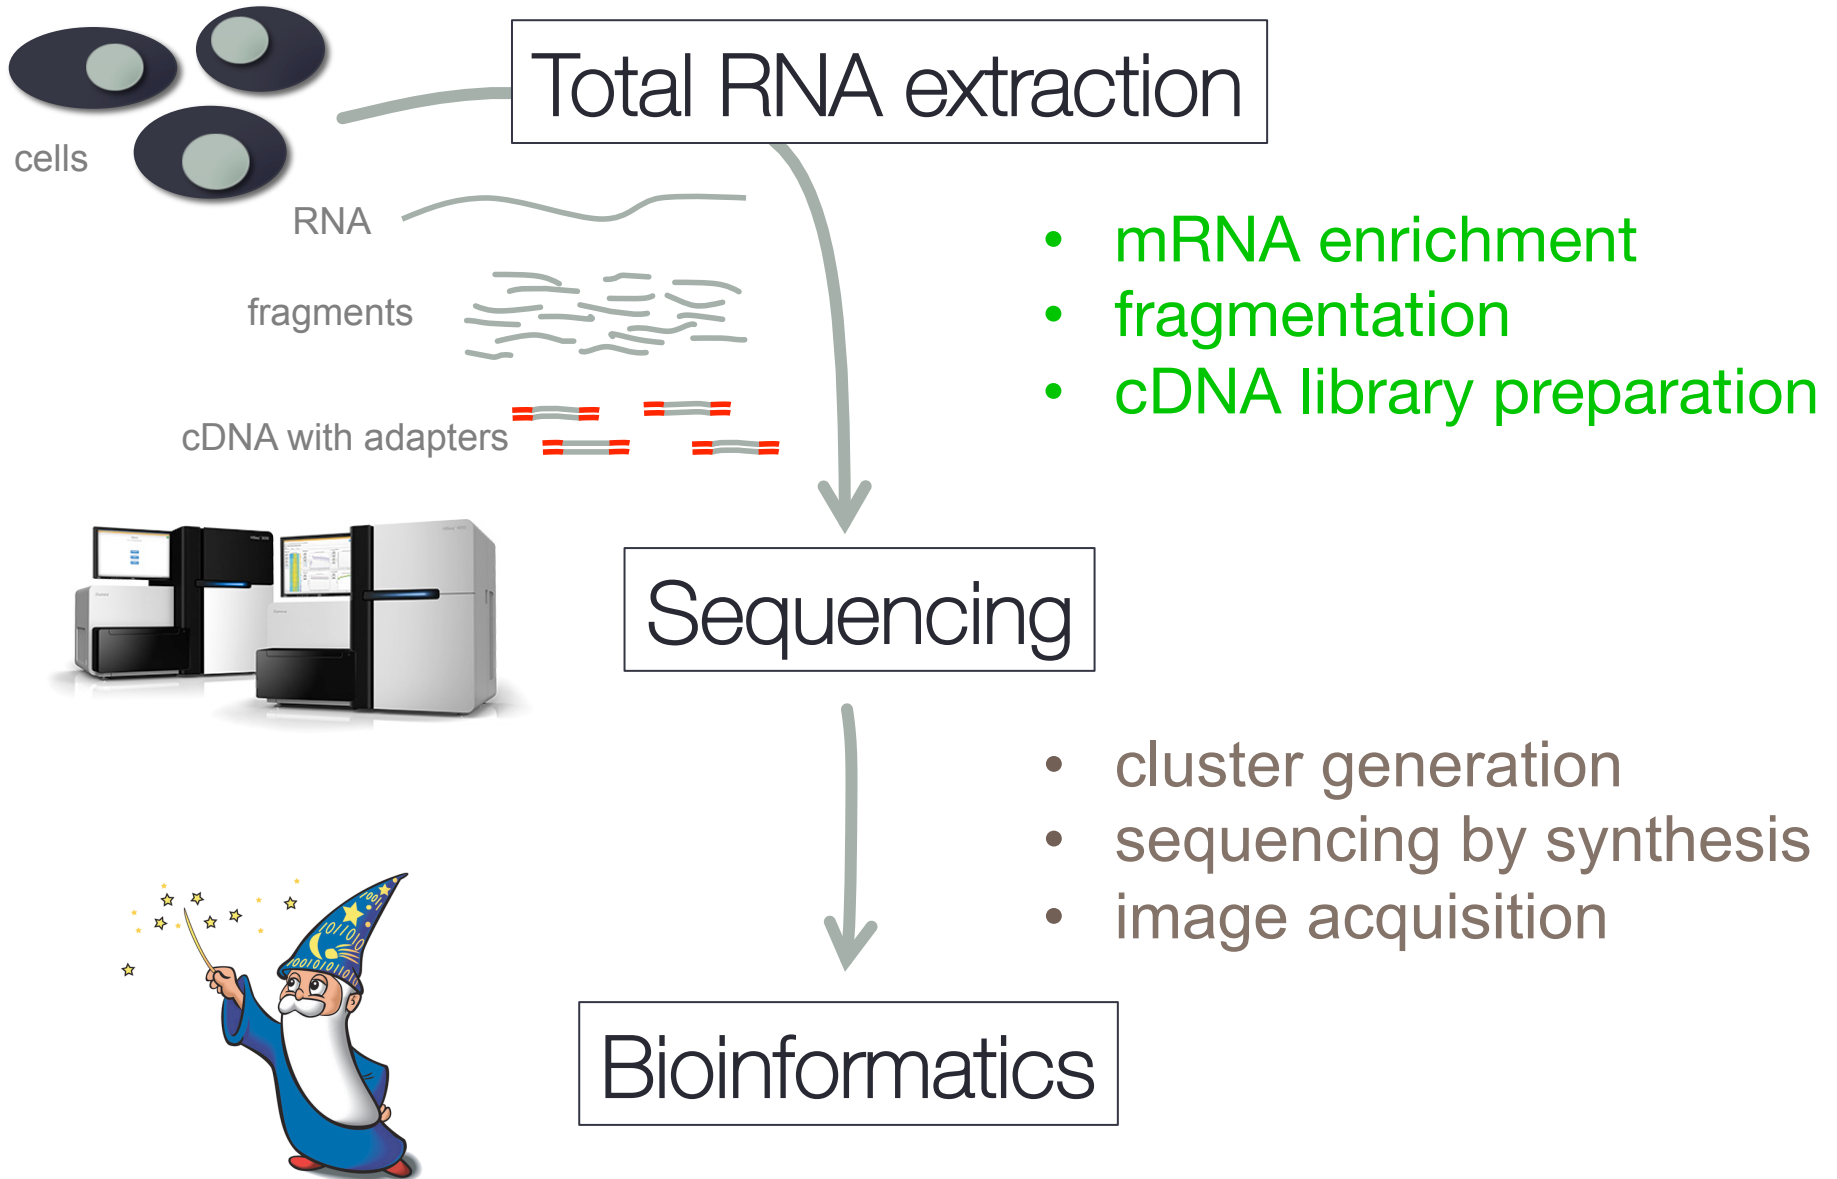 Total RNA extraction
cells
RNA
• mRNA enrichment
fragments
• fragmentation
• cDNA library preparation
cDNA with adapters
Sequencing
• cluster generation
• sequencing by synthesis
• image acquisition
Bioinformatics